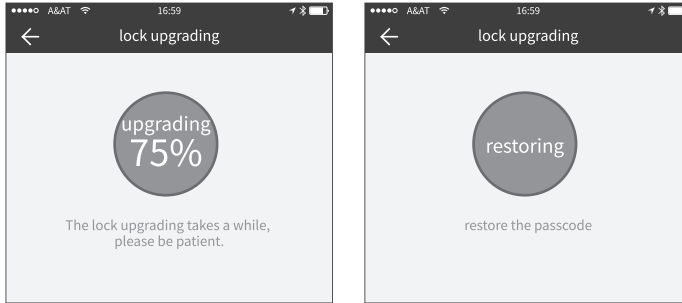 A&AT 16:59
lock upgrading
upgrading
75%
The lock upgrading takes a while,
please be patient.
A&AT 16:59
lock upgrading
restoring
restore the passcode